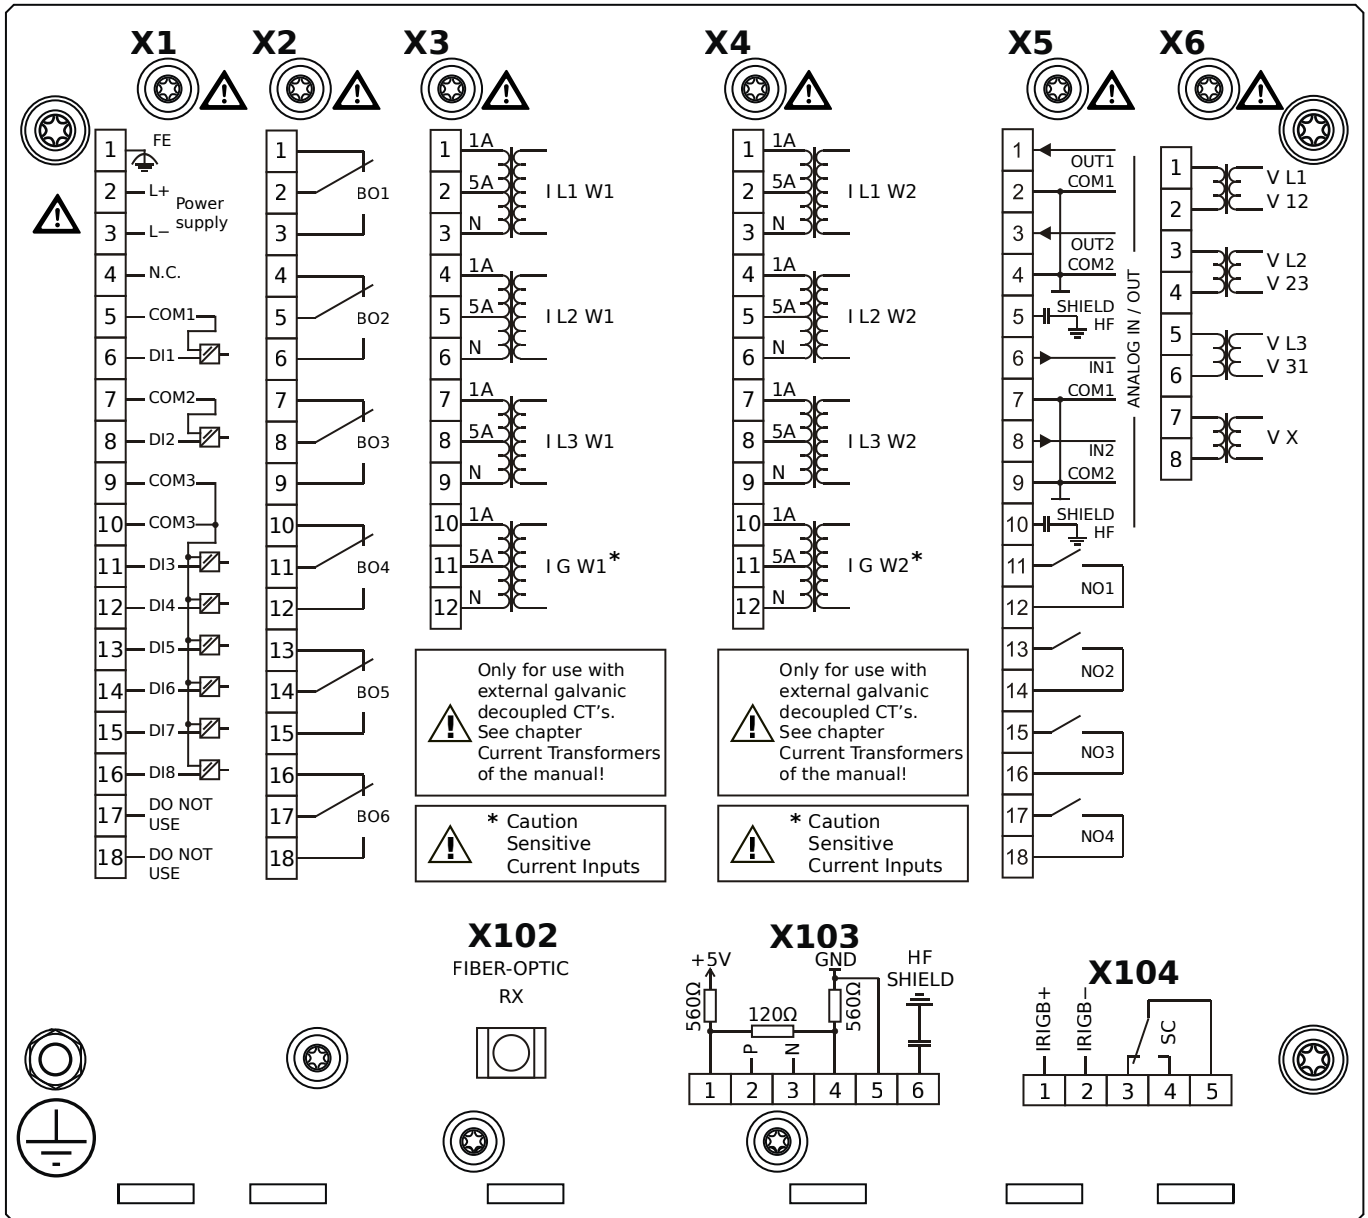 X1
X2
X3
X4
X5
X6
1
FE
2
L+
Power
supply
3
L−
4
N.C.
5
COM1
6
DI1
7
COM2
8
DI2
9
COM3
10
COM3
11
DI3
12
DI4
13
DI5
14
DI6
15
DI7
16
DI8
17
DO NOT
USE
18
DO NOT
USE
1
2
BO1
3
4
5
BO2
6
7
8
BO3
9
10
11
BO4
12
13
14
BO5
15
16
17
BO6
18
1
1A
2
5A
I L1 W1
3
N
4
1A
5
5A
I L2 W1
6
N
7
1A
8
5A
I L3 W1
9
N
10
1A
11
5A
I G W1*
12
N
Only for use with
external galvanic
decoupled CT’s.
See chapter
Current Transformers
of the manual!
* Caution
Sensitive
Current Inputs
1
1A
2
5A
I L1 W2
3
N
4
1A
5
5A
I L2 W2
6
N
7
1A
8
5A
I L3 W2
9
N
10
1A
11
5A
I G W2*
12
N
Only for use with
external galvanic
decoupled CT’s.
See chapter
Current Transformers
of the manual!
* Caution
Sensitive
Current Inputs
1
OUT1
2
COM1
3
OUT2
4
COM2
5
SHIELD
HF
6
IN1
7
COM1
8
IN2
9
COM2
10
SHIELD
HF
ANALOG IN / OUT
11
NO1
12
13
NO2
14
15
NO3
16
17
NO4
18
1
V L1
2
V 12
3
V L2
4
V 23
5
V L3
6
V 31
7
V X
8
X102
FIBER-OPTIC
RX
X103
+5V
GND
HF
SHIELD
560Ω
120Ω
560Ω
P
N
1 2 3 4 5 6
X104
IRIGB+
IRIGB−
SC
1 2 3 4 5